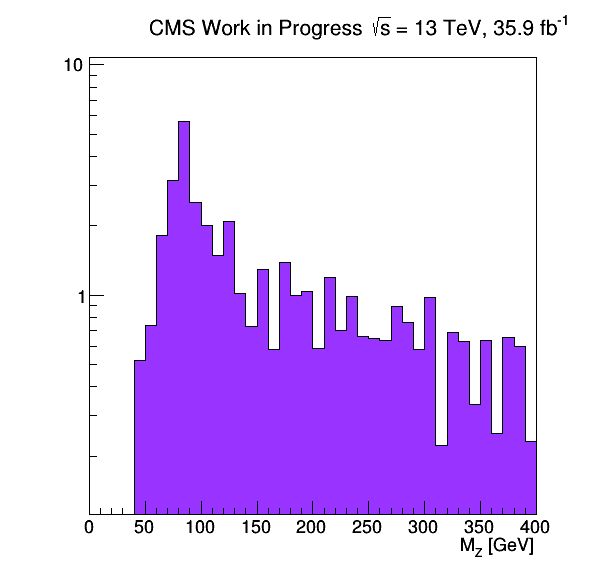 CMS Work in Progress √s = 13 TeV, 35.9 fb⁻¹
10
1
0 50 100 150 200 250 300 350 400
M_Z [GeV]